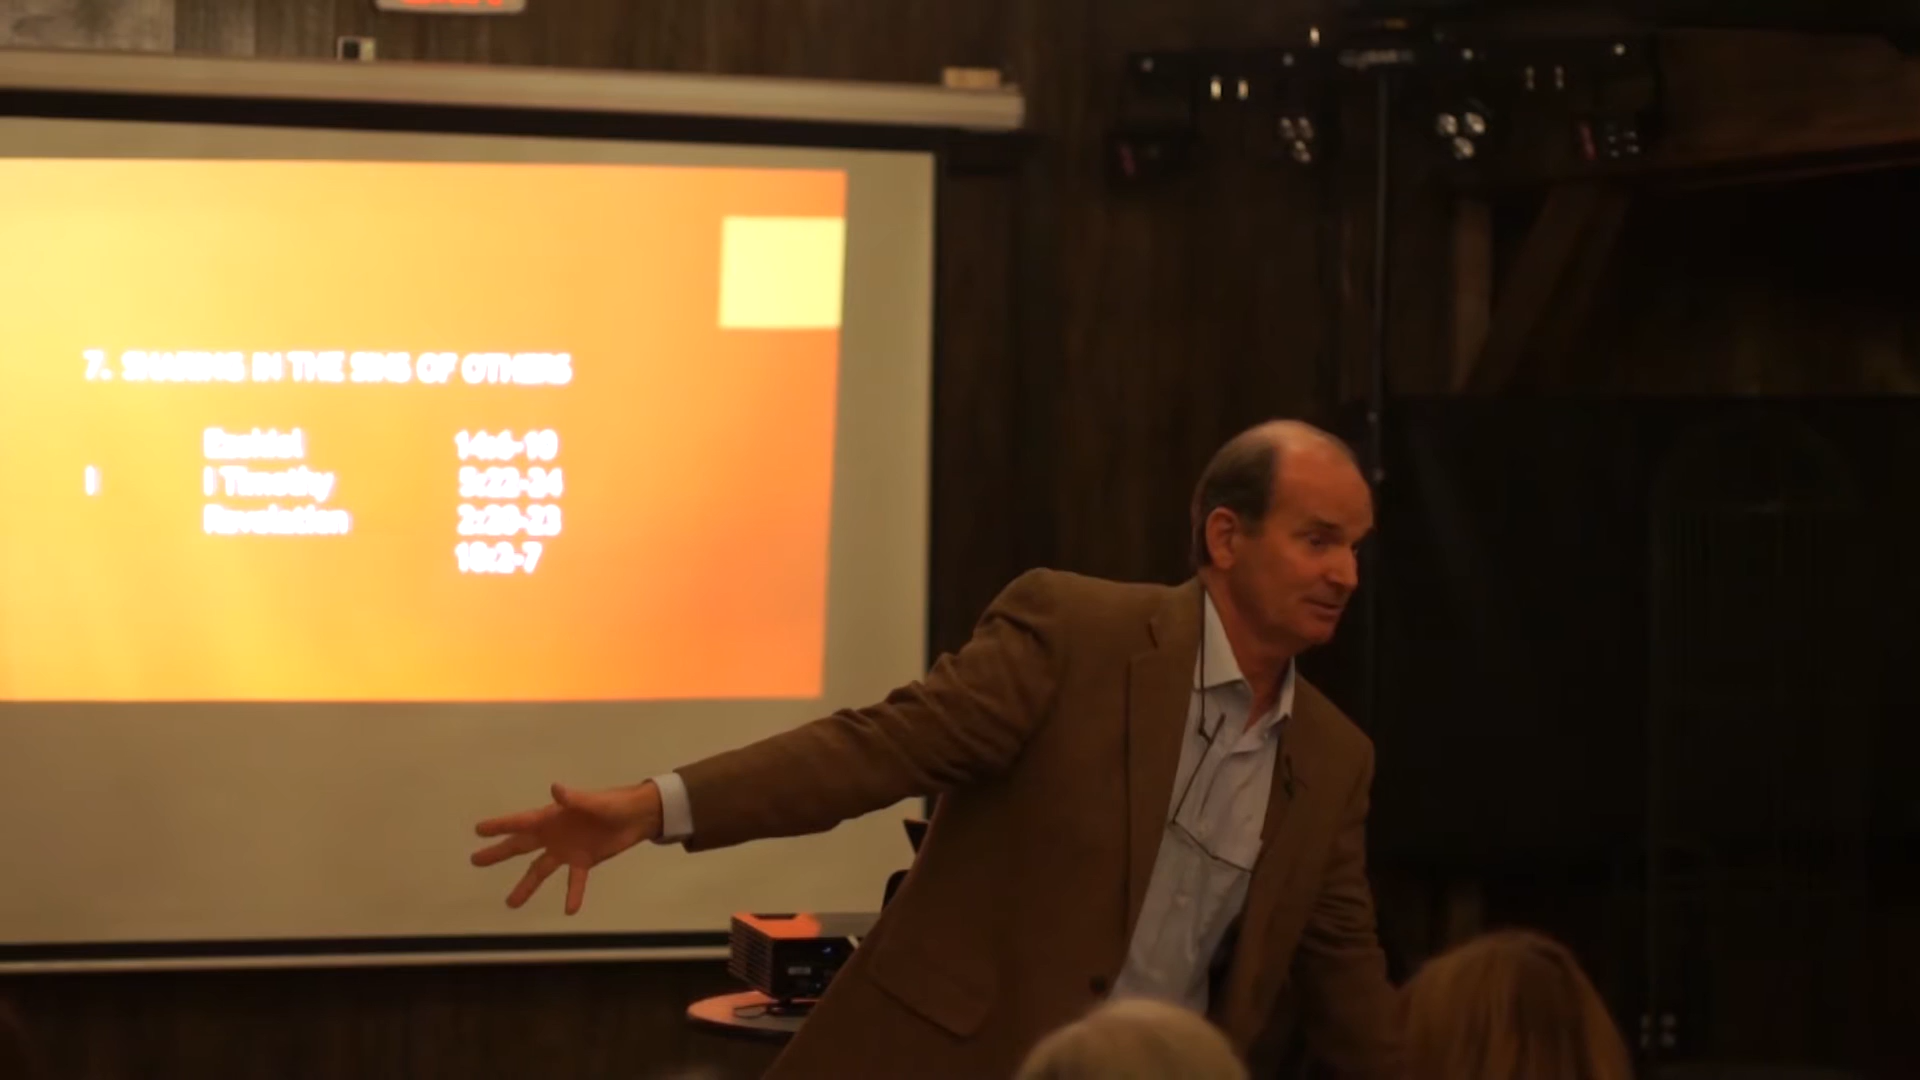 7. SHARING IN THE SINS OF OTHERS
Ezekiel 14:6-10
I I Timothy 5:22-24
Revelation 2:20-23
18:2-7